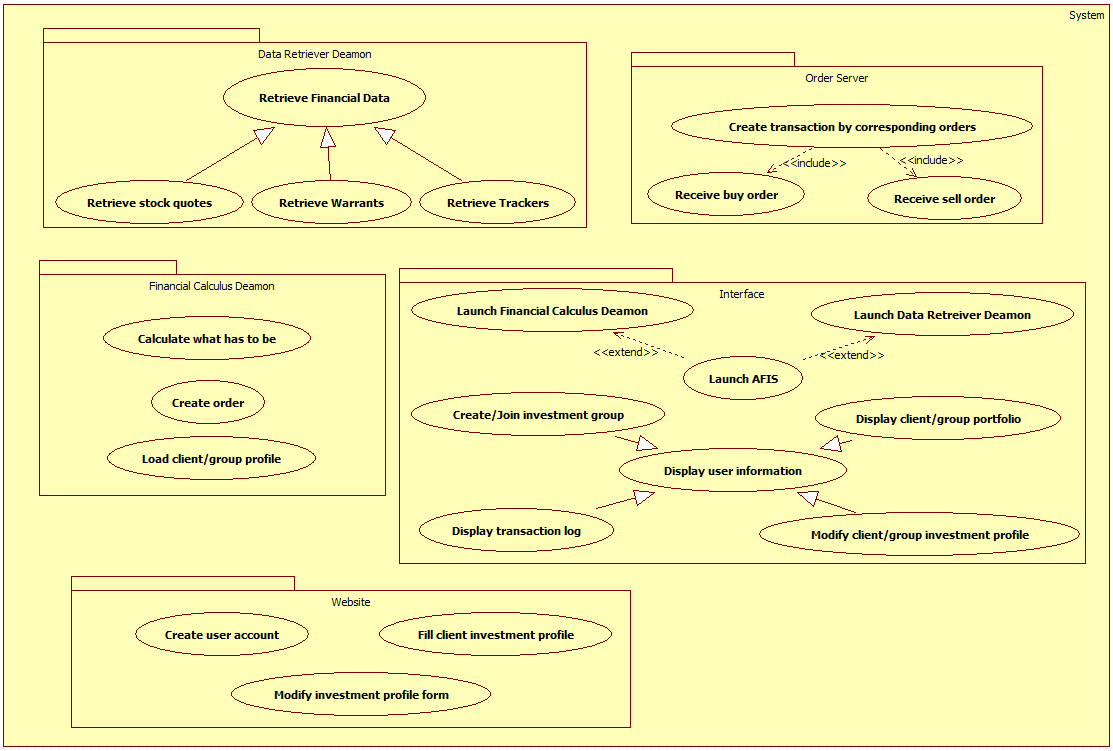 System
Data Retriever Deamon
Retrieve Financial Data
Retrieve stock quotes
Retrieve Warrants
Retrieve Trackers
Order Server
Create transaction by corresponding orders
<<include>>
<<include>>
Receive buy order
Receive sell order
Financial Calculus Deamon
Calculate what has to be
Create order
Load client/group profile
Interface
Launch Financial Calculus Deamon
Launch Data Retreiver Deamon
<<extend>>
<<extend>>
Launch AFIS
Create/Join investment group
Display client/group portfolio
Display user information
Display transaction log
Modify client/group investment profile
Website
Create user account
Fill client investment profile
Modify investment profile form